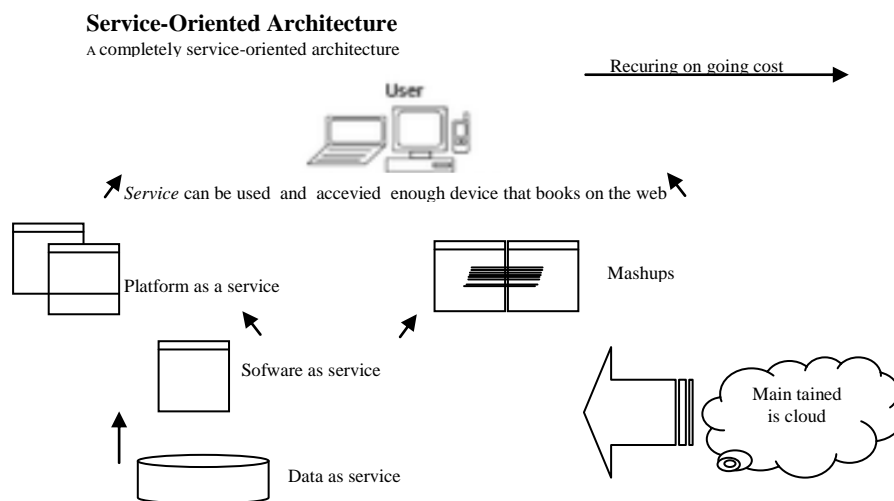 Service-Oriented Architecture
A completely service-oriented architecture
Recuring on going cost
User
Service can be used and accevied enough device that books on the web
Platform as a service
Mashups
Sofware as service
Main tained
is cloud
Data as service